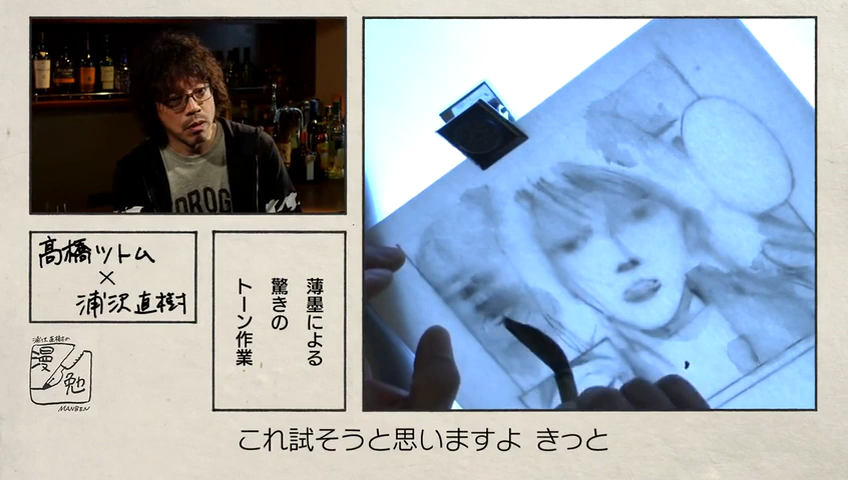 高橋ツトム
×
浦沢直樹
薄墨による
驚きの
トーン作業
浦沢直樹の
漫勉
MANBEN
これ試そうと思いますよ きっと